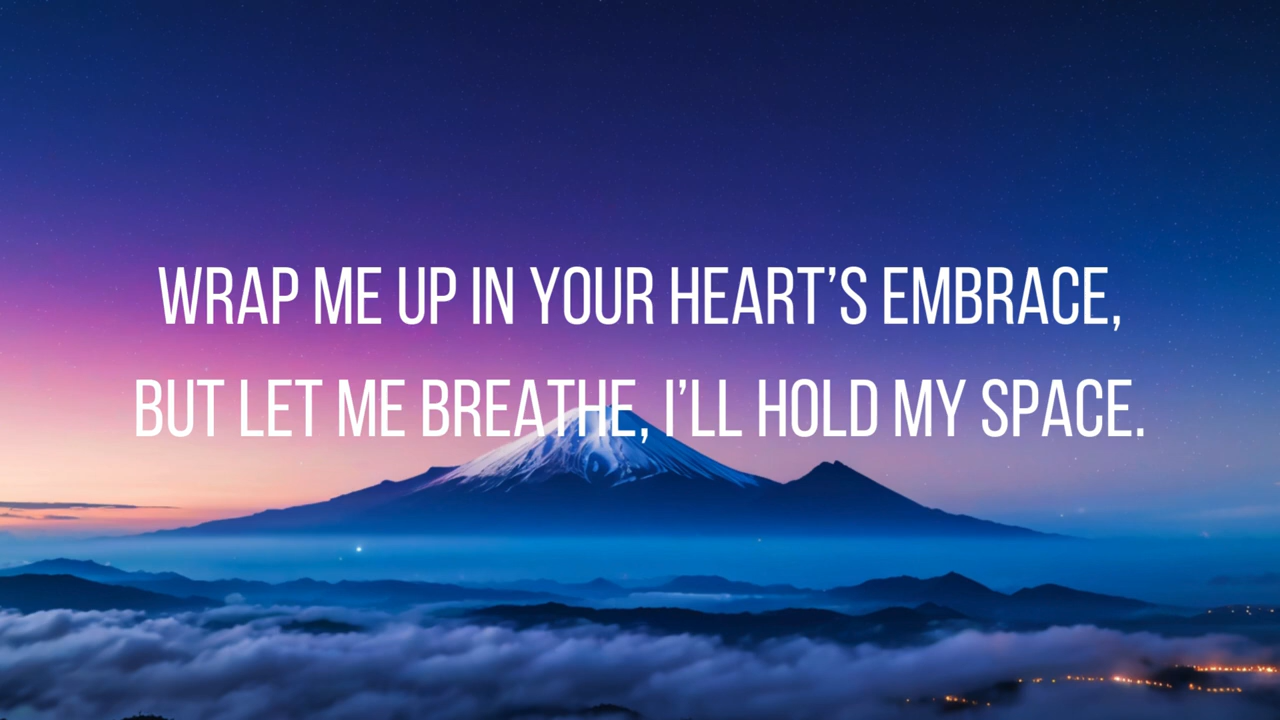 WRAP ME UP IN YOUR HEART’S EMBRACE,
BUT LET ME BREATHE, I’LL HOLD MY SPACE.